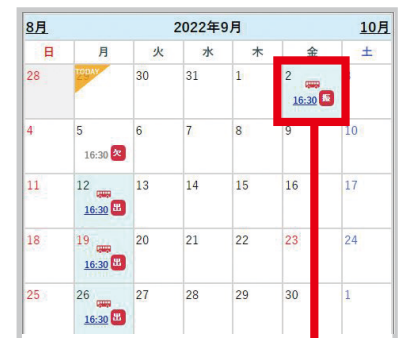 8月 2022年9月 10月
日 月 火 水 木 金 土
28 TODAY 30 31 1 2
16:30 振
4 5 6 7 8 9 10
16:30 欠
11 12 13 14 15 16 17
16:30 出
18 19 20 21 22 23 24
16:30 出
25 26 27 28 29 30 1
16:30 出